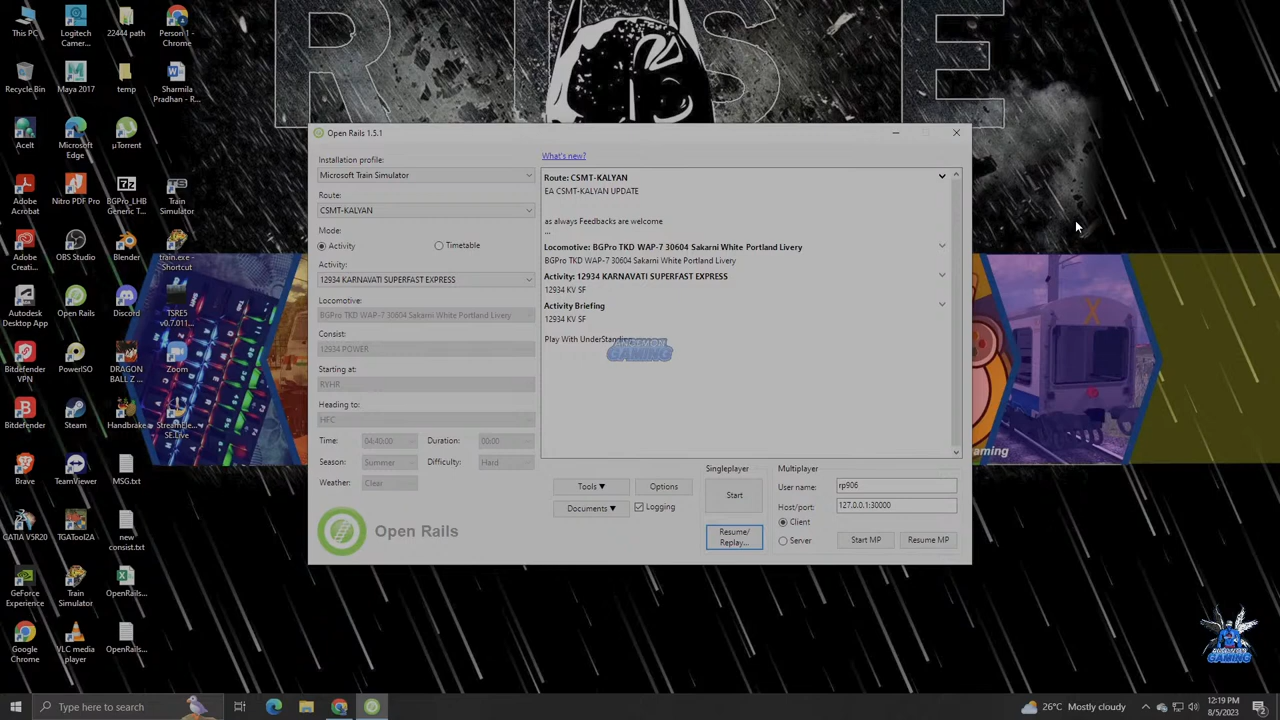 R I S E
This PC
Logitech Camer...
22444 path
Person 1 - Chrome
Recycle Bin
Maya 2017
temp
Sharmila Pradhan - R...
AceIt
Microsoft Edge
µTorrent
Adobe Acrobat
Nitro PDF Pro
BGPro_LHB Generic T...
Train Simulator
Adobe Creati...
OBS Studio
Blender
train.exe - Shortcut
Autodesk Desktop App
Open Rails
Discord
TSRE5 v0.7.011...
Bitdefender VPN
PowerISO
DRAGON BALL Z ...
Zoom
Bitdefender
Steam
Handbrake
StreamEle... SE.Live
Brave
TeamViewer
MSG.txt
CATIA V5R20
TGATool2A
new consist.txt
GeForce Experience
Train Simulator
OpenRails...
Google Chrome
VLC media player
OpenRails...
Open Rails 1.5.1
Installation profile:
Microsoft Train Simulator
Route:
CSMT-KALYAN
Mode:
Activity
Timetable
Activity:
12934 KARNAVATI SUPERFAST EXPRESS
Locomotive:
BGPro TKD WAP-7 30604 Sakarni White Portland Livery
Consist:
12934 POWER
Starting at:
RYHR
Heading to:
HFC
Time: 04:40:00 Duration: 00:00
Season: Summer Difficulty: Hard
Weather: Clear
Open Rails
What's new?
Route: CSMT-KALYAN
EA CSMT-KALYAN UPDATE
as always Feedbacks are welcome
...
Locomotive: BGPro TKD WAP-7 30604 Sakarni White Portland Livery
BGPro TKD WAP-7 30604 Sakarni White Portland Livery
Activity: 12934 KARNAVATI SUPERFAST EXPRESS
12934 KV SF
Activity Briefing
12934 KV SF
Play With UnderStanding
GAMING
Tools ▼
Options
Documents ▼
Logging
Singleplayer
Start
Resume/
Replay...
Multiplayer
User name: rp906
Host/port: 127.0.0.1:30000
Client
Server
Start MP
Resume MP
X
aming
GAMING
Type here to search
26°C Mostly cloudy
12:19 PM
8/5/2023
2